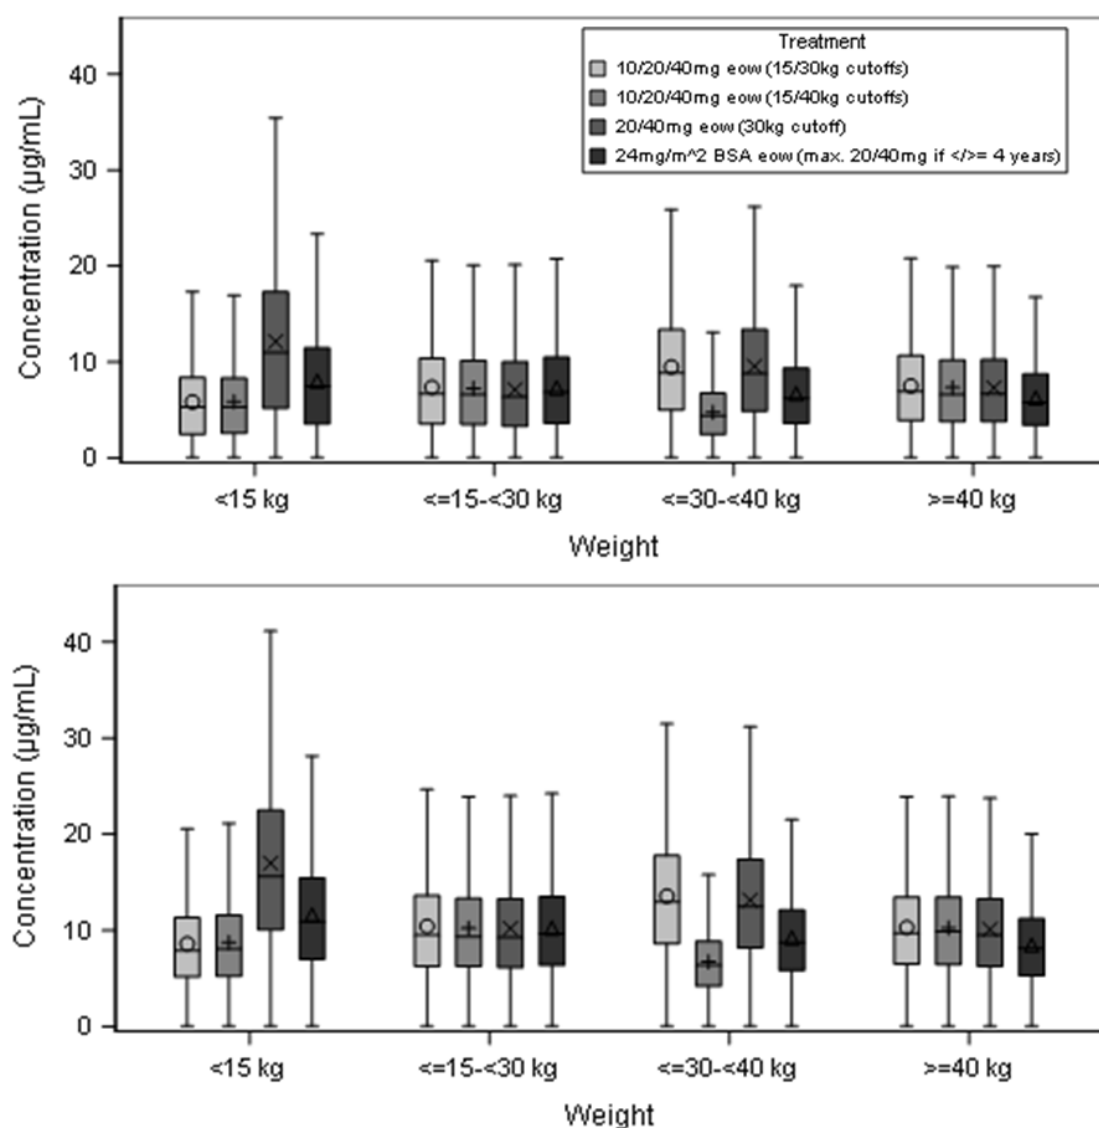 Treatment
10/20/40mg eow (15/30kg cutoffs)
10/20/40mg eow (15/40kg cutoffs)
20/40mg eow (30kg cutoff)
24mg/m^2 BSA eow (max. 20/40mg if </>= 4 years)
Concentration (µg/mL)
40
30
20
10
0
<15 kg <=15-<30 kg <=30-<40 kg >=40 kg
Weight
Concentration (µg/mL)
40
30
20
10
0
<15 kg <=15-<30 kg <=30-<40 kg >=40 kg
Weight